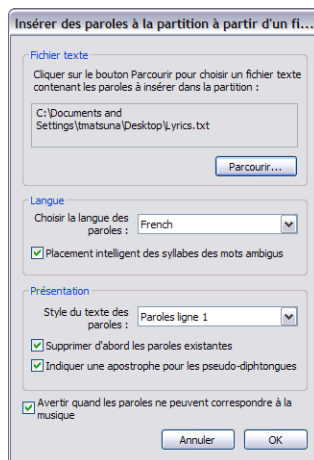 Insérer des paroles à la partition à partir d'un fi...
Fichier texte
Cliquer sur le bouton Parcourir pour choisir un fichier texte
contenant les paroles à insérer dans la partition :
C:\Documents and
Settings\tmatsuna\Desktop\Lyrics.txt
Parcourir...
Langue
Choisir la langue des
paroles :
French
Placement intelligent des syllabes des mots ambigus
Présentation
Style du texte des
paroles :
Paroles ligne 1
Supprimer d'abord les paroles existantes
Indiquer une apostrophe pour les pseudo-diphtongues
Avertir quand les paroles ne peuvent correspondre à la
musique
Annuler
OK